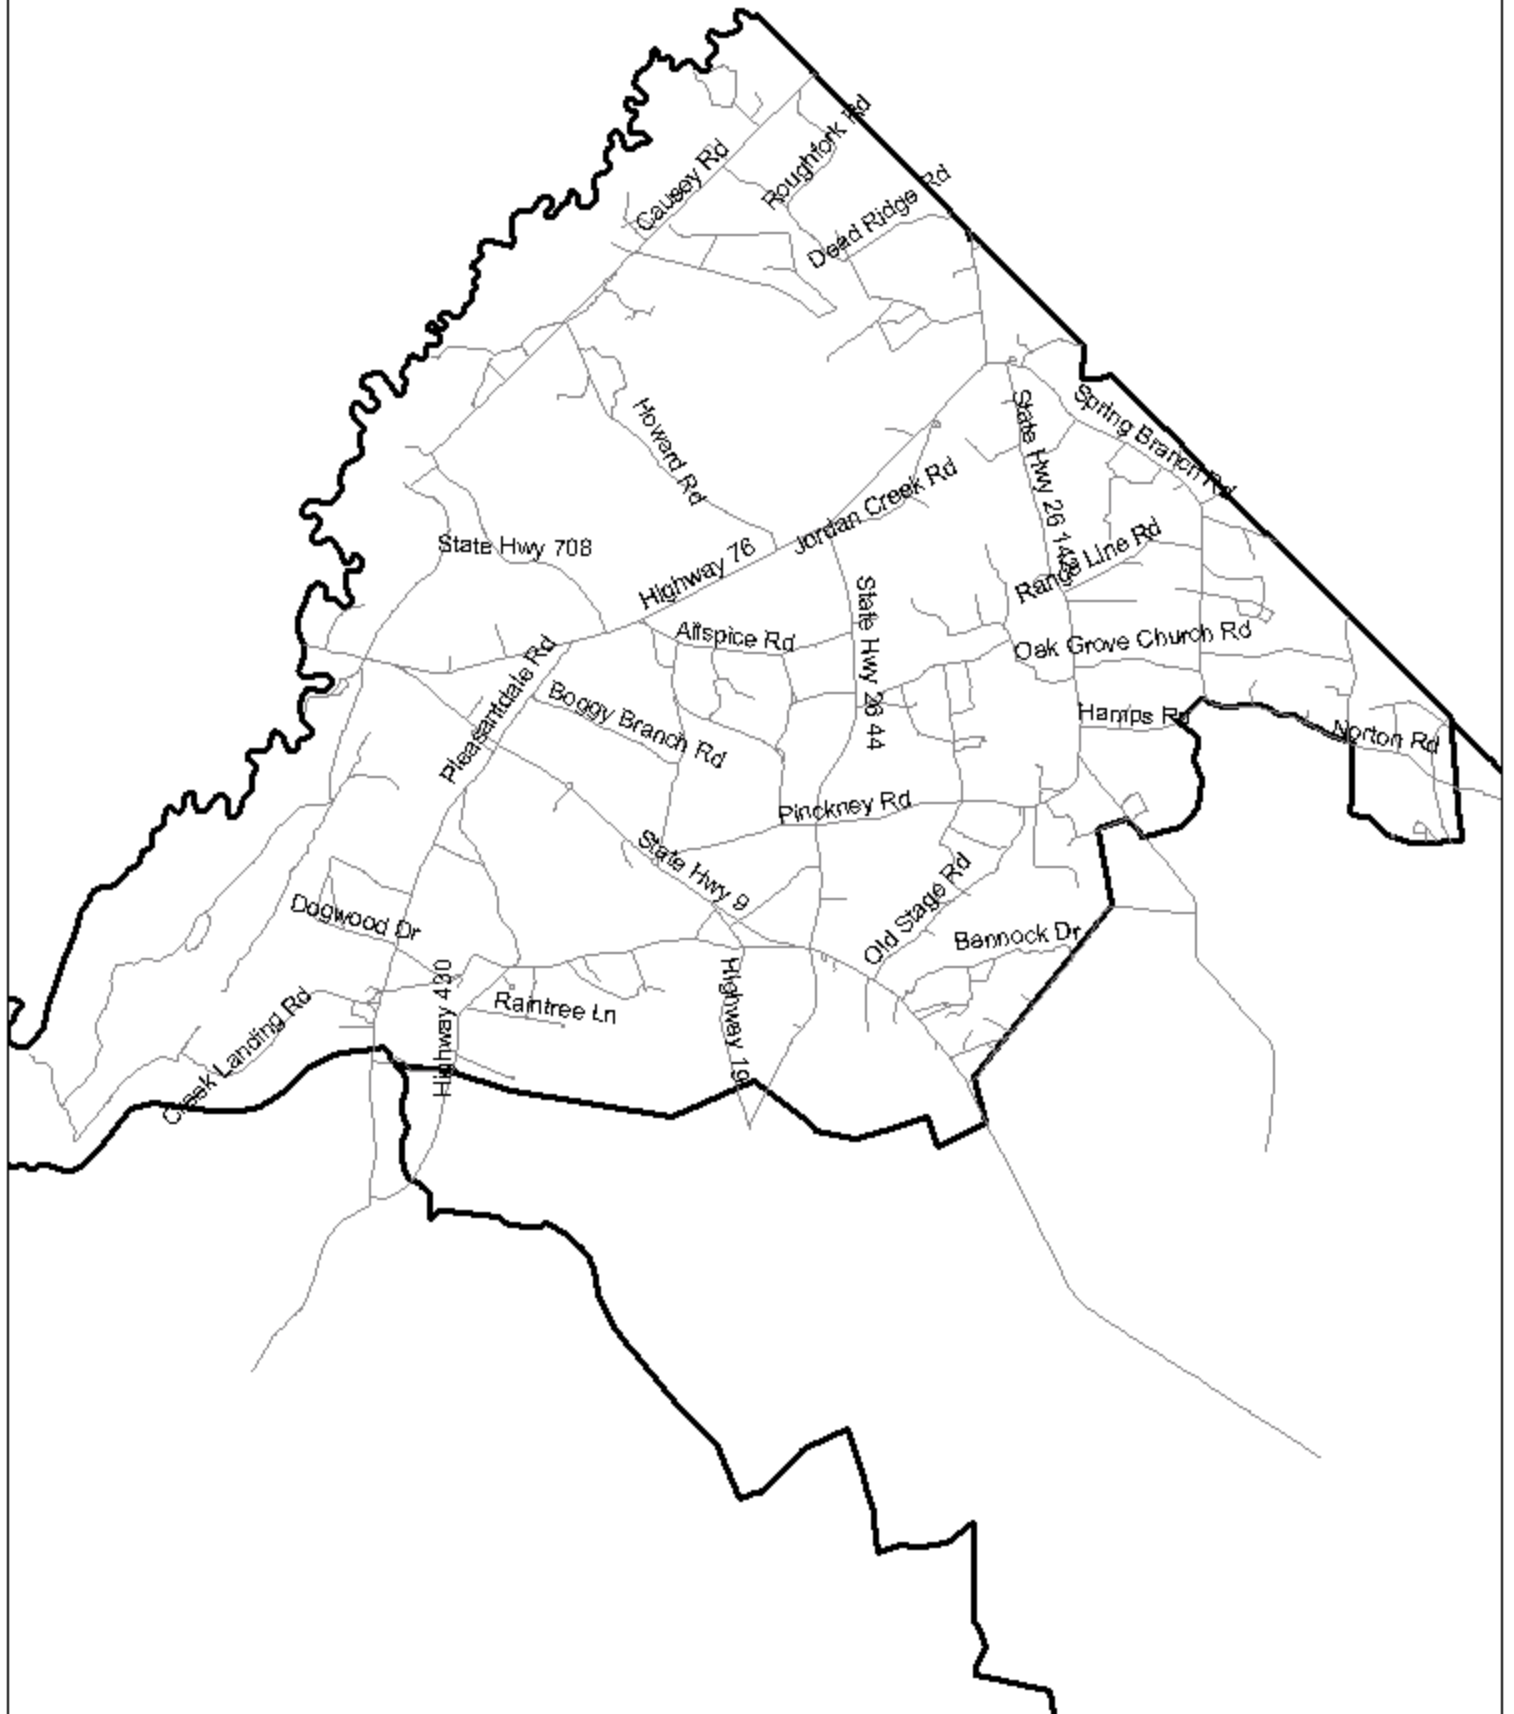 Roughfork Rd
Causey Rd
Dead Ridge Rd
Howard Rd
Spring Branch Rd
Jordan Creek Rd
State Hwy 26 142
State Hwy 708
Highway 76
Range Line Rd
Allspice Rd
State Hwy 26 44
Oak Grove Church Rd
Pleasantdale Rd
Boggy Branch Rd
Hamps Rd
Norton Rd
Pinckney Rd
State Hwy 9
Old Stage Rd
Dogwood Dr
Bannock Dr
Highway 430
Raintree Ln
Highway 19
Creek Landing Rd